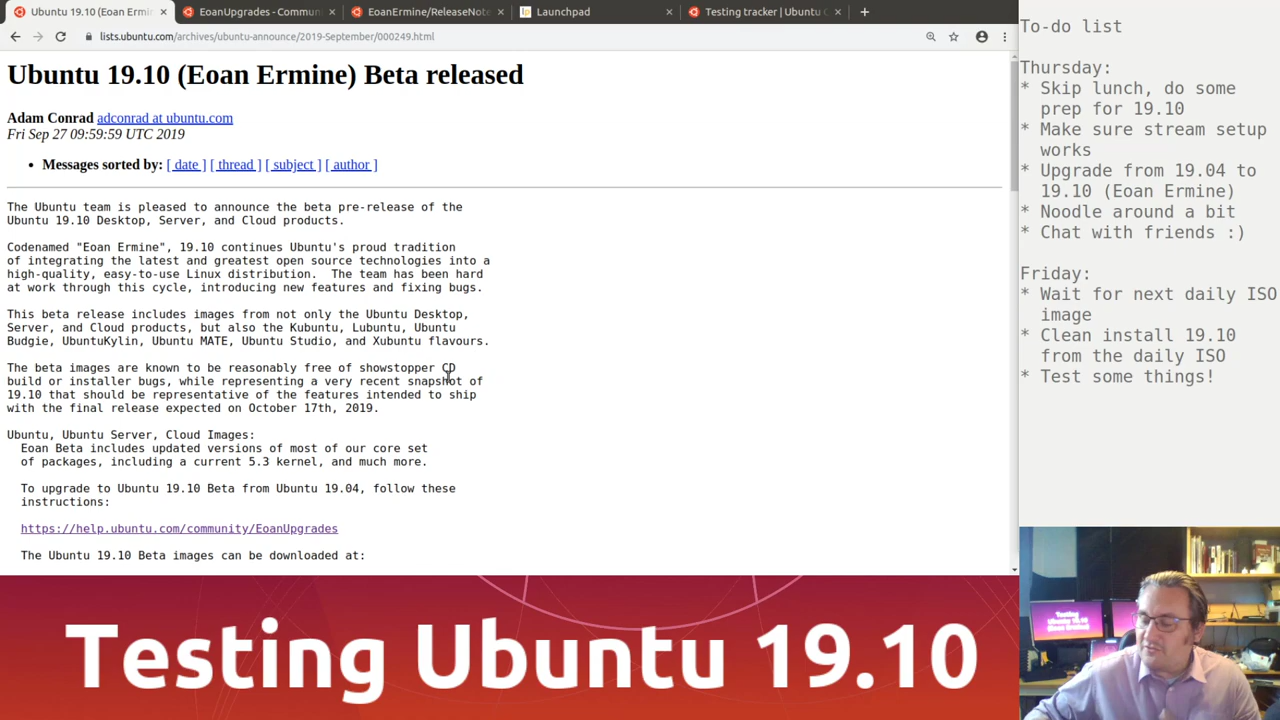 Ubuntu 19.10 (Eoan Ermin
EoanUpgrades - Commun
EoanErmine/ReleaseNote
Launchpad
Testing tracker | Ubuntu
lists.ubuntu.com/archives/ubuntu-announce/2019-September/000249.html
Ubuntu 19.10 (Eoan Ermine) Beta released
Adam Conrad adconrad at ubuntu.com
Fri Sep 27 09:59:59 UTC 2019
• Messages sorted by: [ date ] [ thread ] [ subject ] [ author ]
The Ubuntu team is pleased to announce the beta pre-release of the
Ubuntu 19.10 Desktop, Server, and Cloud products.
Codenamed "Eoan Ermine", 19.10 continues Ubuntu's proud tradition
of integrating the latest and greatest open source technologies into a
high-quality, easy-to-use Linux distribution.  The team has been hard
at work through this cycle, introducing new features and fixing bugs.
This beta release includes images from not only the Ubuntu Desktop,
Server, and Cloud products, but also the Kubuntu, Lubuntu, Ubuntu
Budgie, UbuntuKylin, Ubuntu MATE, Ubuntu Studio, and Xubuntu flavours.
The beta images are known to be reasonably free of showstopper CD
build or installer bugs, while representing a very recent snapshot of
19.10 that should be representative of the features intended to ship
with the final release expected on October 17th, 2019.
Ubuntu, Ubuntu Server, Cloud Images:
Eoan Beta includes updated versions of most of our core set
of packages, including a current 5.3 kernel, and much more.
To upgrade to Ubuntu 19.10 Beta from Ubuntu 19.04, follow these
instructions:
https://help.ubuntu.com/community/EoanUpgrades
The Ubuntu 19.10 Beta images can be downloaded at:
To-do list
Thursday:
* Skip lunch, do some
prep for 19.10
* Make sure stream setup
works
* Upgrade from 19.04 to
19.10 (Eoan Ermine)
* Noodle around a bit
* Chat with friends :)
Friday:
* Wait for next daily ISO
image
* Clean install 19.10
from the daily ISO
* Test some things!
Testing Ubuntu 19.10